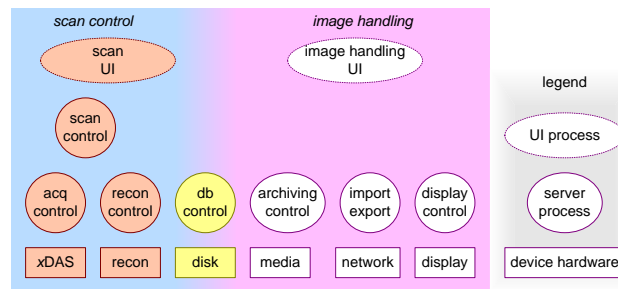 scan control
image handling
scan
UI
image handling
UI
legend
scan
control
UI process
acq
control
recon
control
db
control
archiving
control
import
export
display
control
server
process
xDAS
recon
disk
media
network
display
device hardware